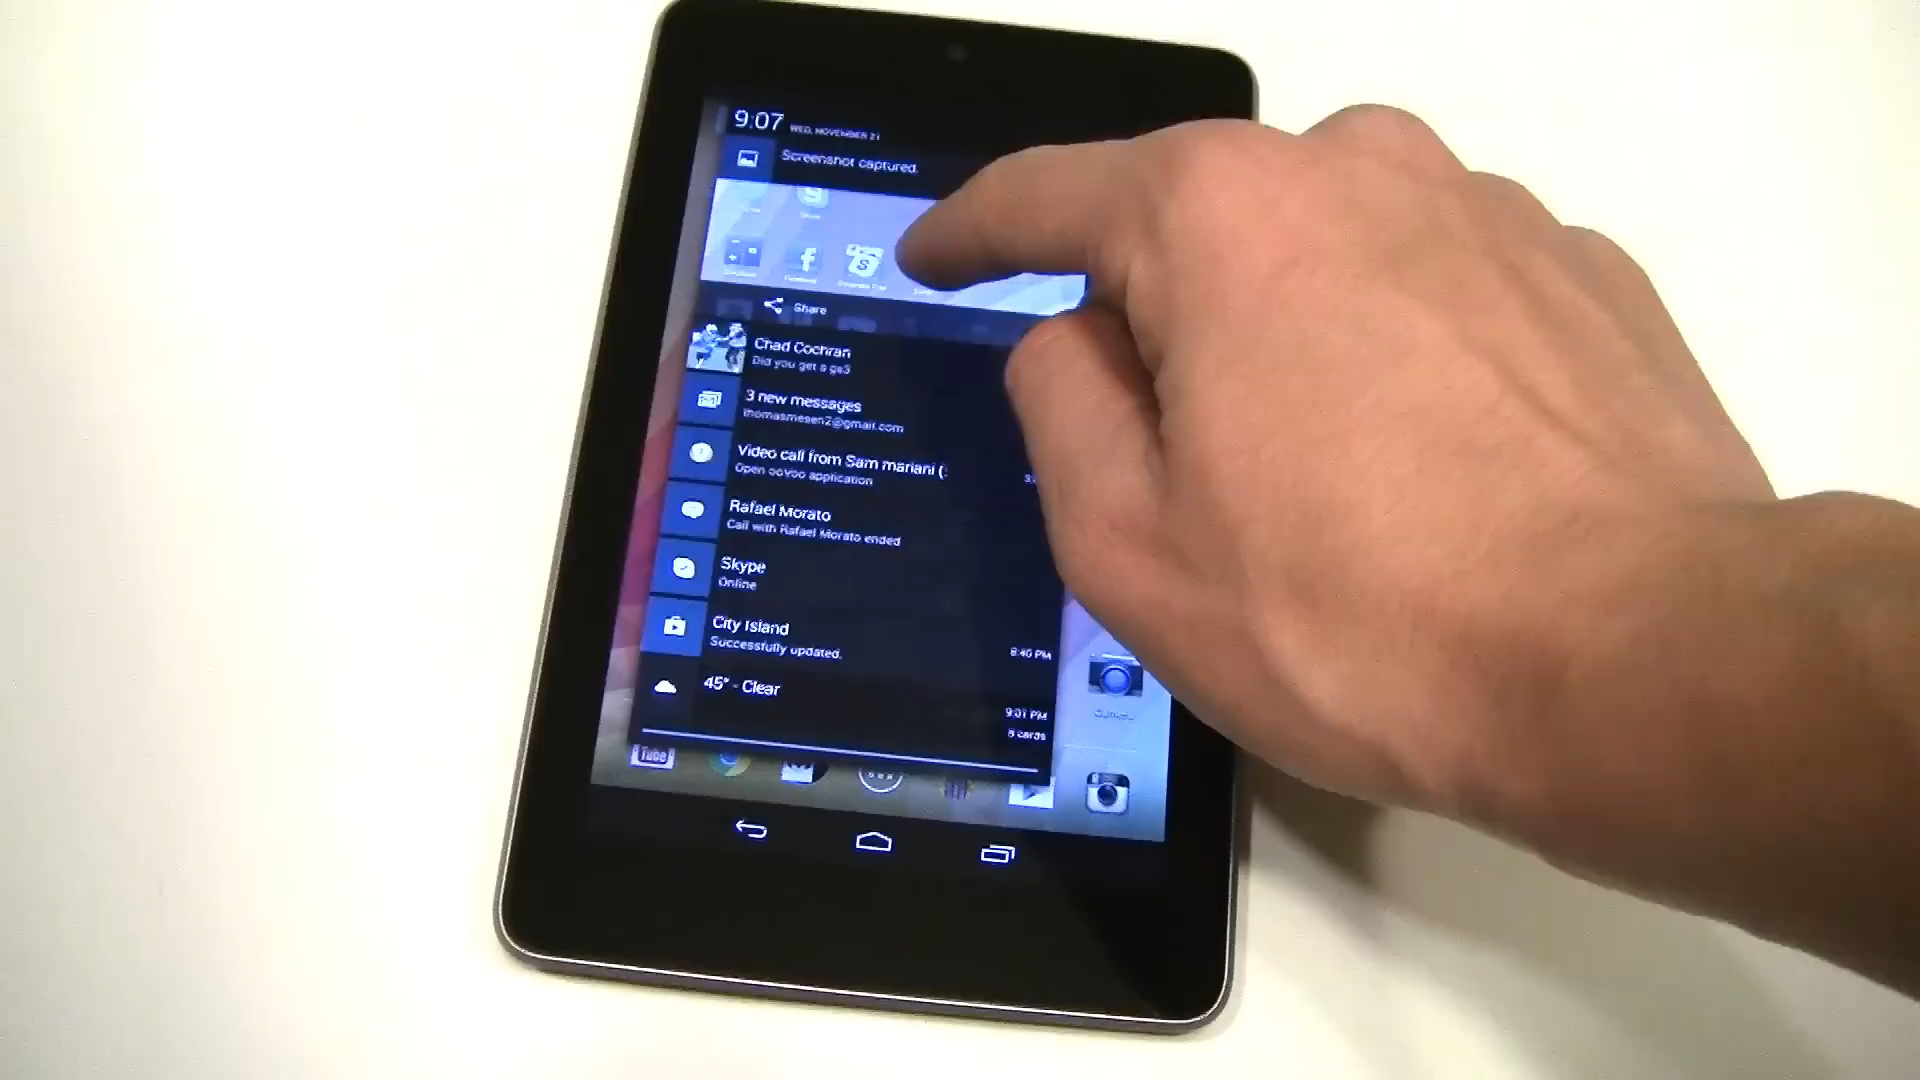 9:07 WED, NOVEMBER 21
Screenshot captured.
Share
Chad Cochran
Did you get a gs3
3 new messages
thomasmesen2@gmail.com
Video call from Sam mariani (:
Open ooVoo application
Rafael Morato
Call with Rafael Morato ended
Skype
Online
City Island
Successfully updated.
8:40 PM
45° - Clear
9:01 PM
8 cards
Tube